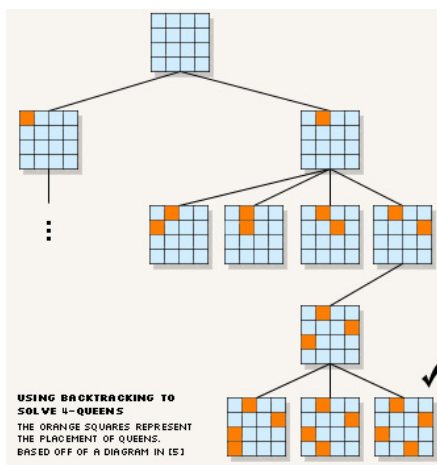 USING BACKTRACKING TO
SOLVE 4-QUEENS
THE ORANGE SQUARES REPRESENT
THE PLACEMENT OF QUEENS.
BASED OFF OF A DIAGRAM IN [5]